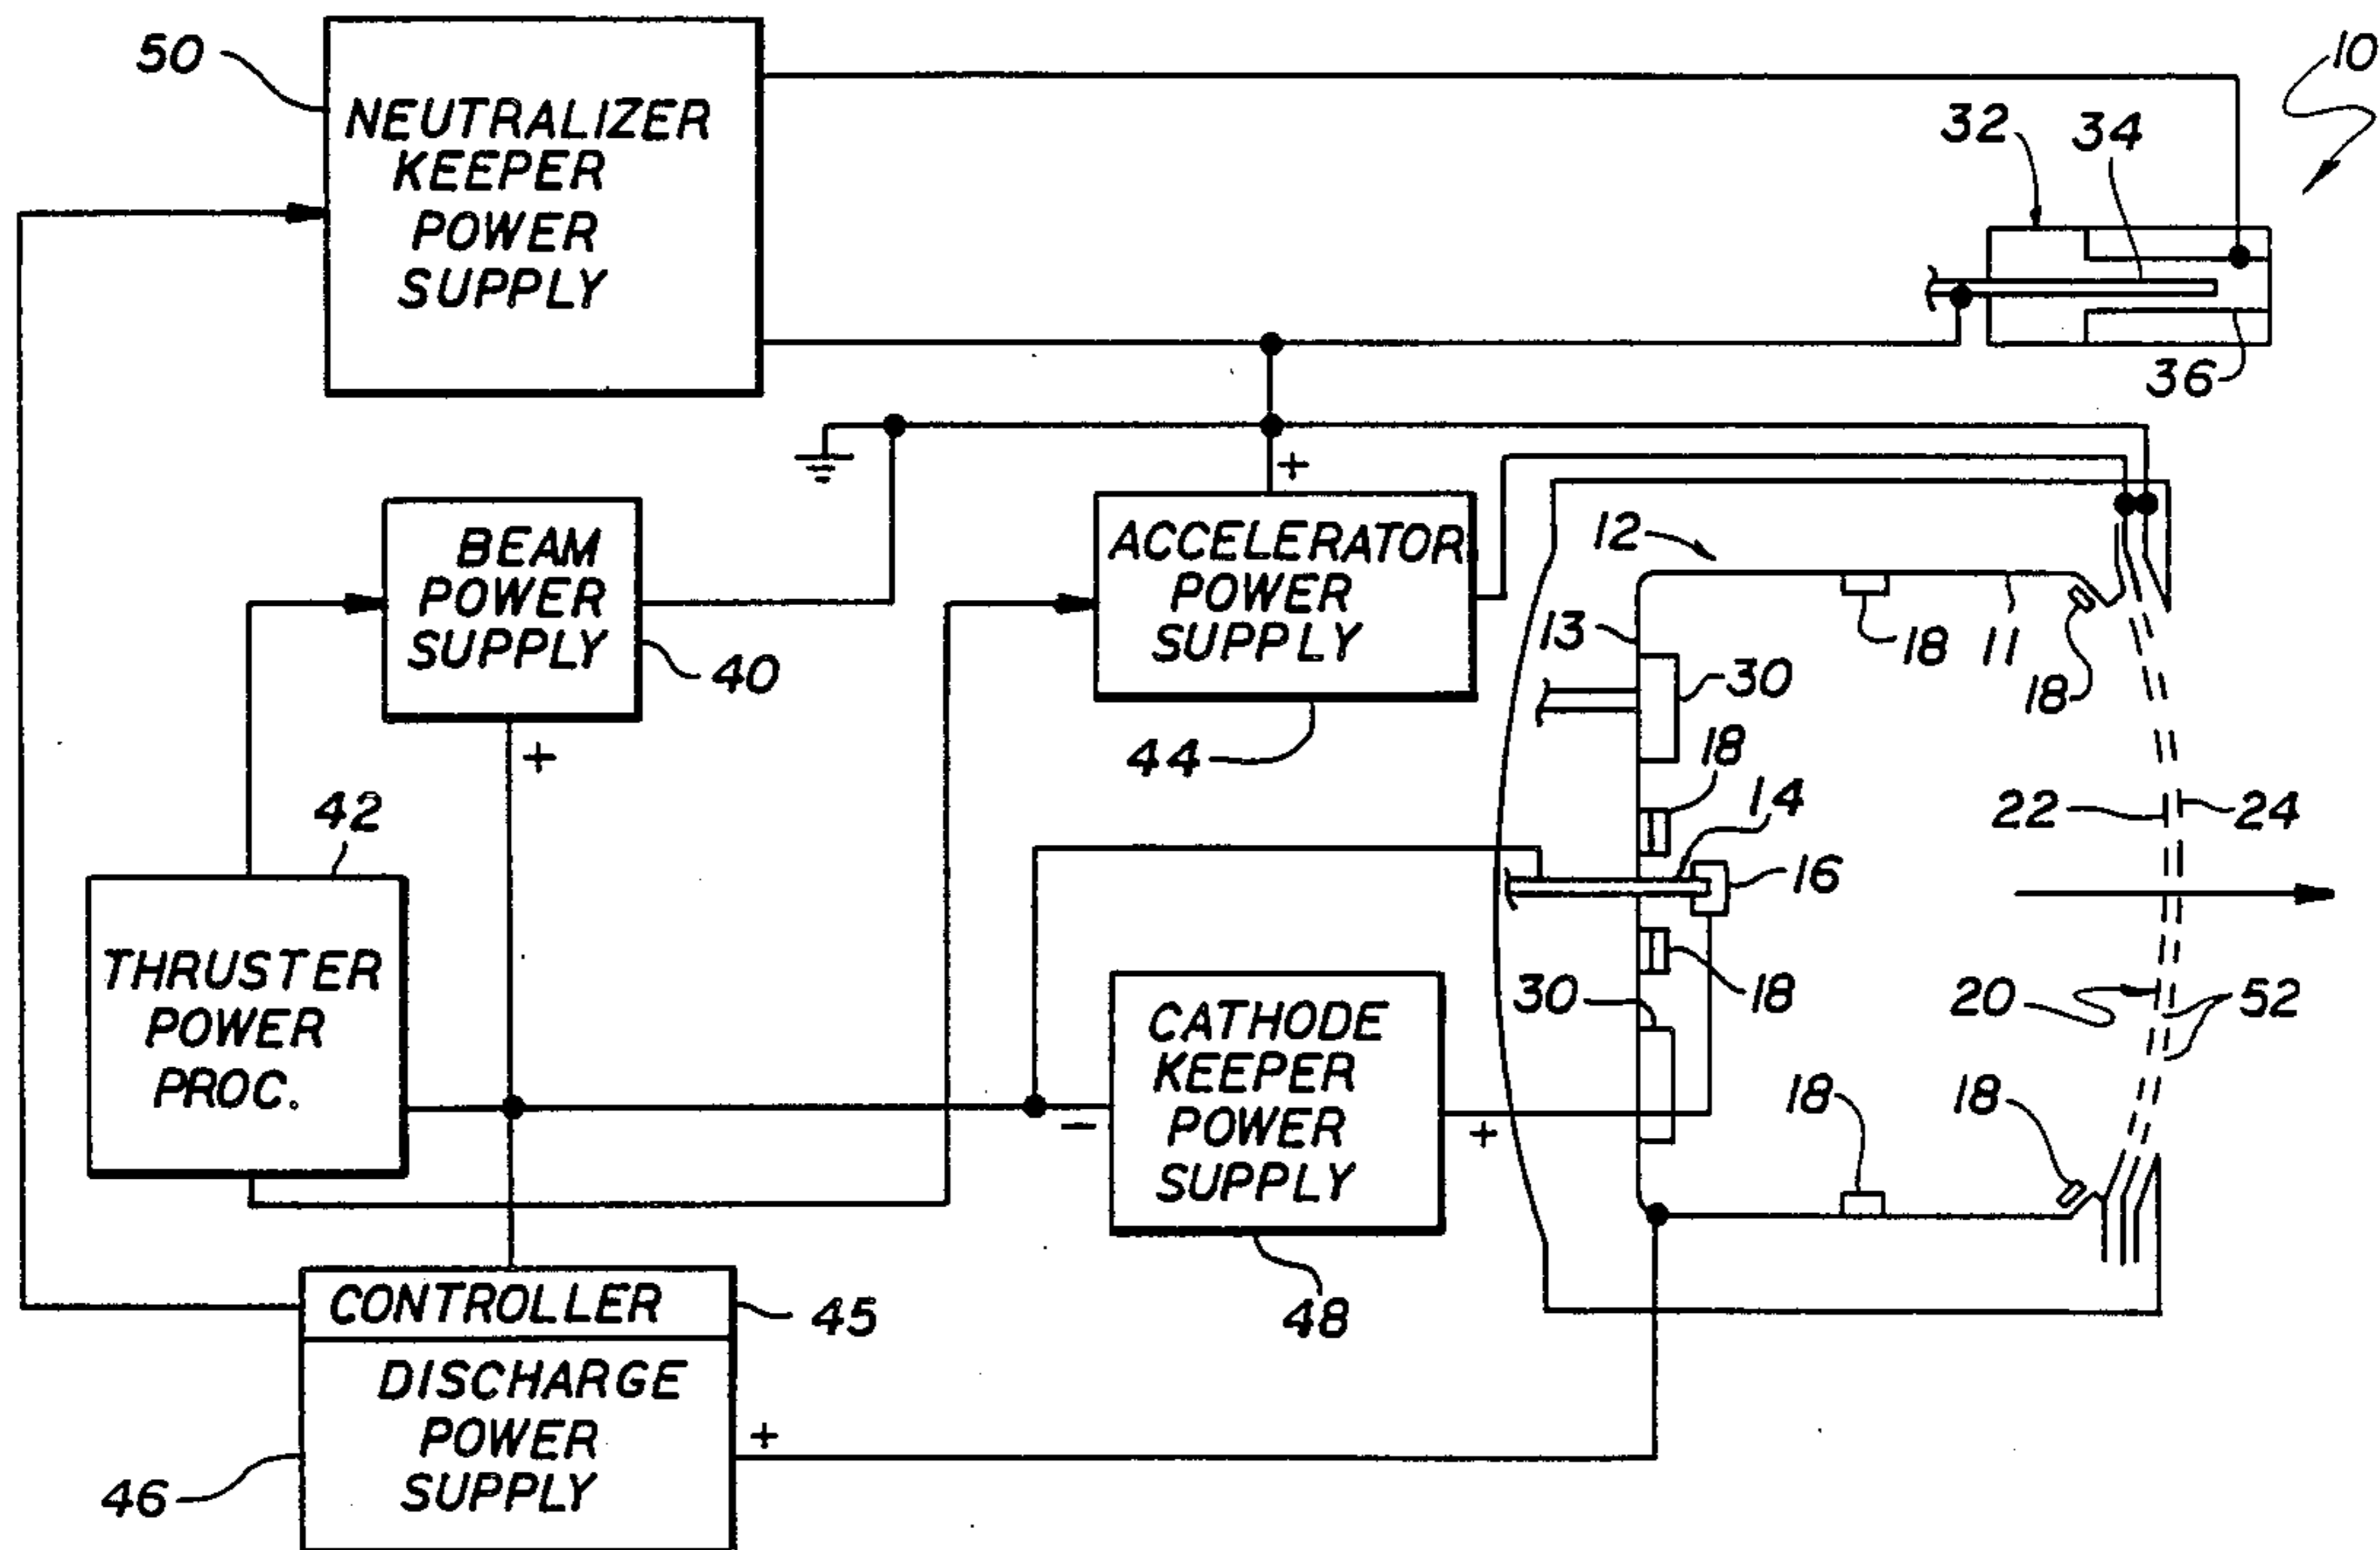 50
NEUTRALIZER
KEEPER
POWER
SUPPLY
10
32
34
36
+
BEAM
POWER
SUPPLY
40
+
ACCELERATOR
POWER
SUPPLY
44
12
13
18
11
18
30
18
14
16
22
24
42
THRUSTER
POWER
PROC.
CATHODE
KEEPER
POWER
SUPPLY
48
−
+
30
18
20
52
18
18
CONTROLLER
45
DISCHARGE
POWER
SUPPLY
46
+